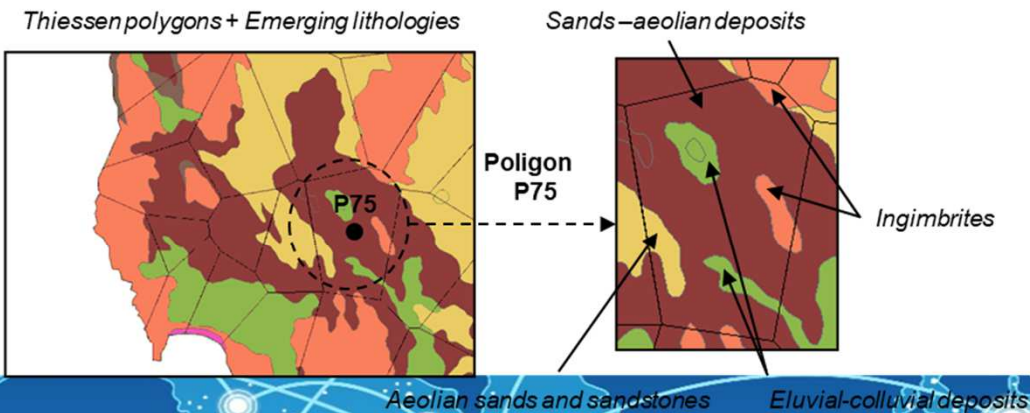 Thiessen polygons + Emerging lithologies
Sands –aeolian deposits
P75
Poligon
P75
Ingimbrites
Aeolian sands and sandstones
Eluvial-colluvial deposits